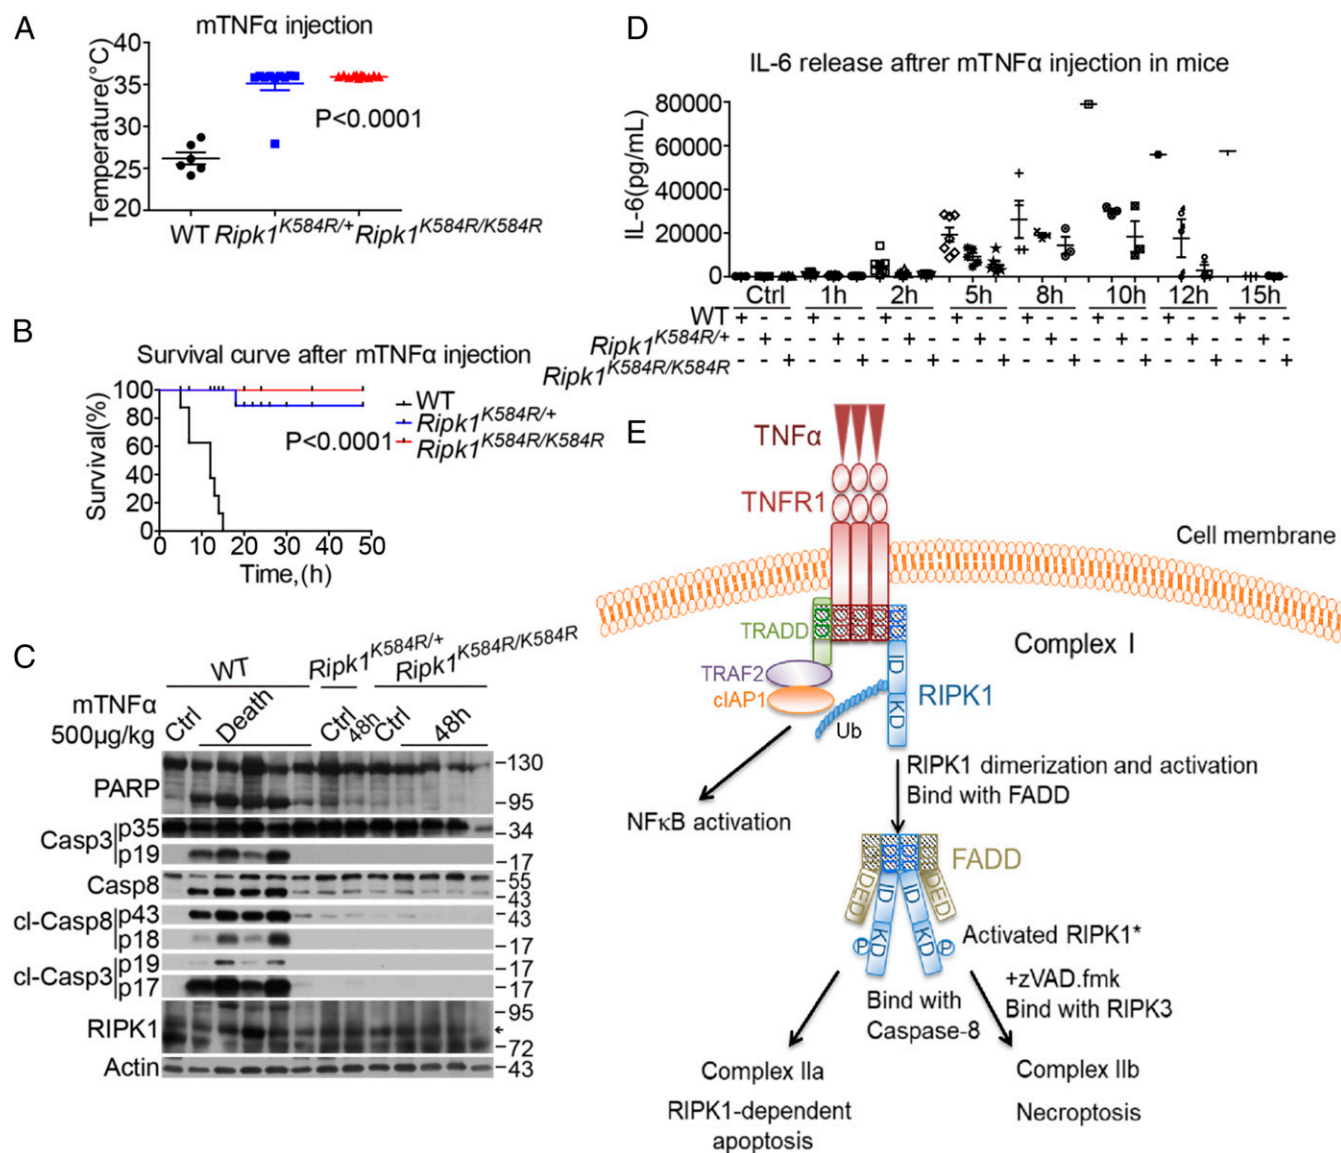 A
mTNFα injection
Temperature(°C)
40
35
30
25
20
P<0.0001
WT Ripk1K584R/+ Ripk1K584R/K584R
B
Survival curve after mTNFα injection
Survival(%)
100
80
60
40
20
0
P<0.0001
WT
Ripk1K584R/+
Ripk1K584R/K584R
0 10 20 30 40 50
Time,(h)
C
WT Ripk1K584R/+ Ripk1K584R/K584R
mTNFα
500µg/kg
Ctrl Death Ctrl 48h Ctrl 48h
PARP
130
95
Casp3 p35
34
p19
17
Casp8
55
43
cl-Casp8 p43
43
p18
17
cl-Casp3 p19
17
p17
17
RIPK1
95
72
Actin
43
D
IL-6 release aftrer mTNFα injection in mice
IL-6(pg/mL)
80000
60000
40000
20000
0
Ctrl 1h 2h 5h 8h 10h 12h 15h
WT + - - + - - + - - + - - + - - + - - + - - + - -
Ripk1K584R/+ - + - - + - - + - - + - - + - - + - - + - - + -
Ripk1K584R/K584R - - + - - + - - + - - + - - + - - + - - + - - +
E
TNFα
TNFR1
Cell membrane
TRADD
Complex I
TRAF2
cIAP1
Ub
ID
KD
RIPK1
RIPK1 dimerization and activation
Bind with FADD
NFκB activation
FADD
DED ID ID DED
KD KD
P P
Activated RIPK1*
+zVAD.fmk
Bind with RIPK3
Bind with
Caspase-8
Complex IIa
RIPK1-dependent
apoptosis
Complex IIb
Necroptosis